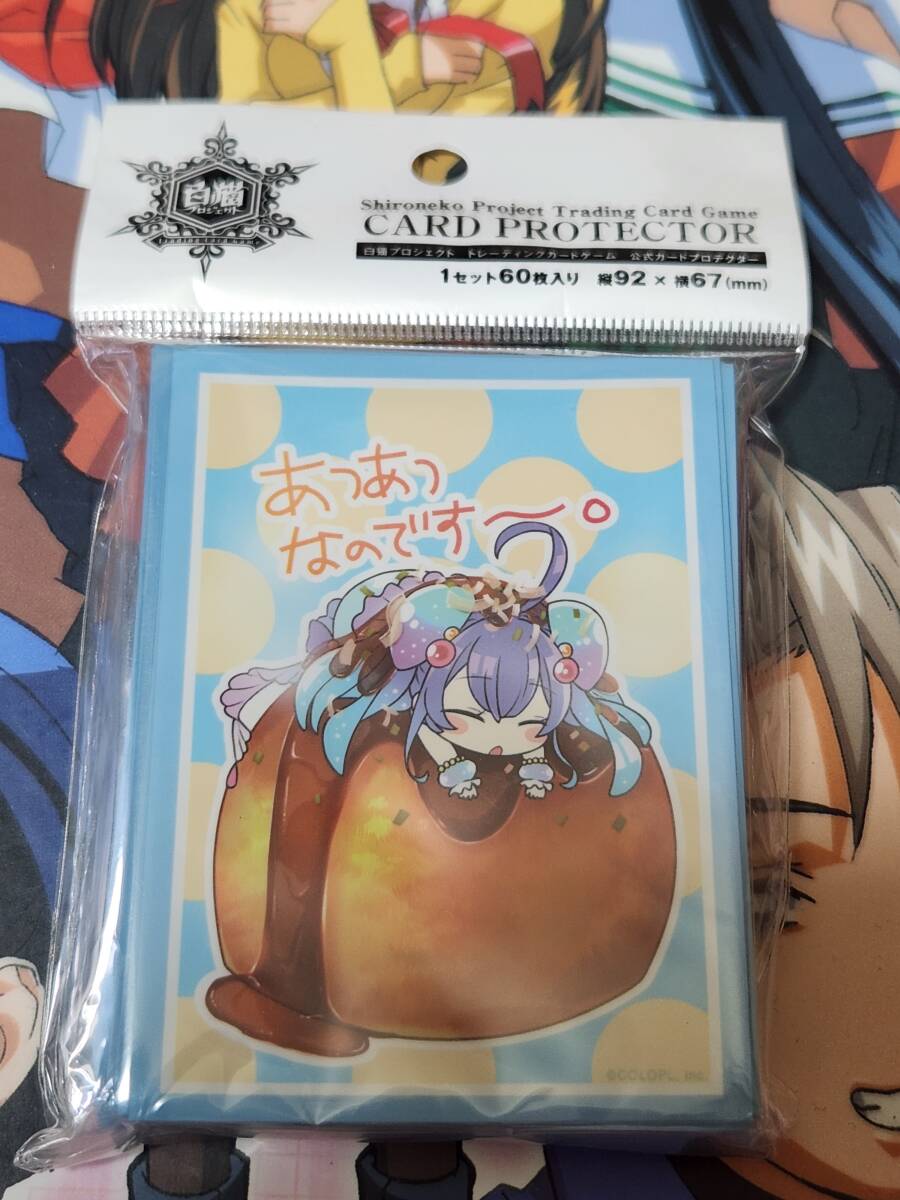 白猫
プロジェクト
TRADING CARD GAME
Shironeko Project Trading Card Game
CARD PROTECTOR
白猫プロジェクト トレーディングカードゲーム 公式カードプロテクター
1セット60枚入り 縦92×横67(mm)
あつあつ
なのです〜。
©COLOPL, Inc.